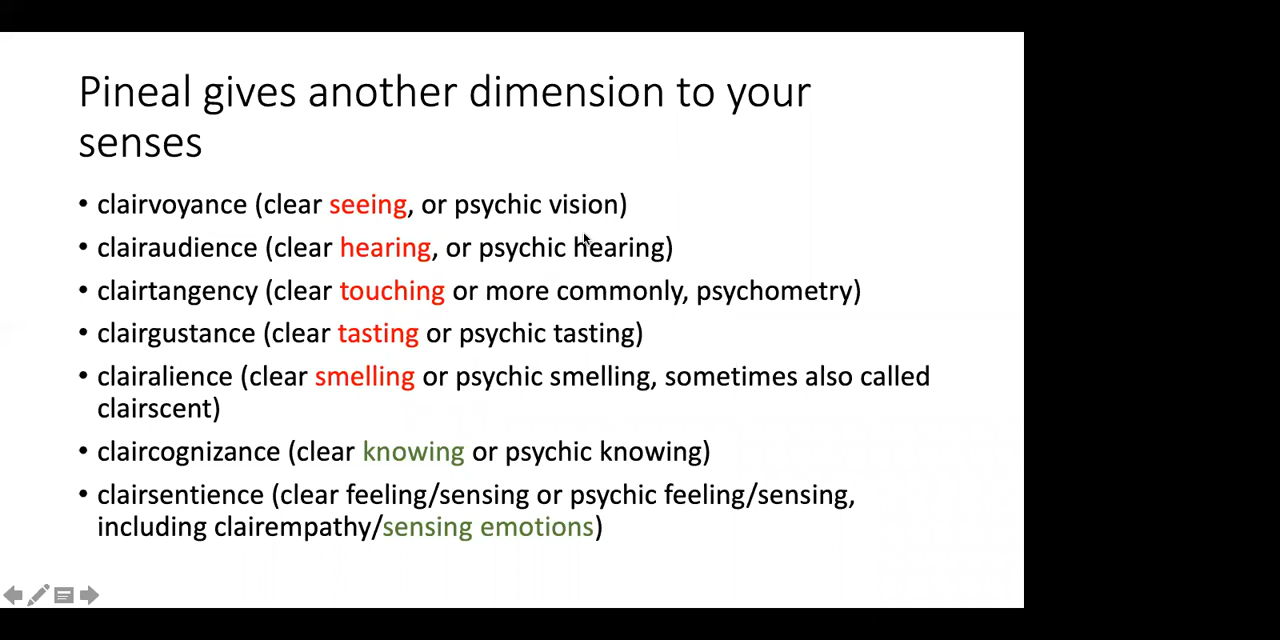 Pineal gives another dimension to your
senses
• clairvoyance (clear seeing, or psychic vision)
• clairaudience (clear hearing, or psychic hearing)
• clairtangency (clear touching or more commonly, psychometry)
• clairgustance (clear tasting or psychic tasting)
• clairalience (clear smelling or psychic smelling, sometimes also called
clairscent)
• claircognizance (clear knowing or psychic knowing)
• clairsentience (clear feeling/sensing or psychic feeling/sensing,
including clairempathy/sensing emotions)